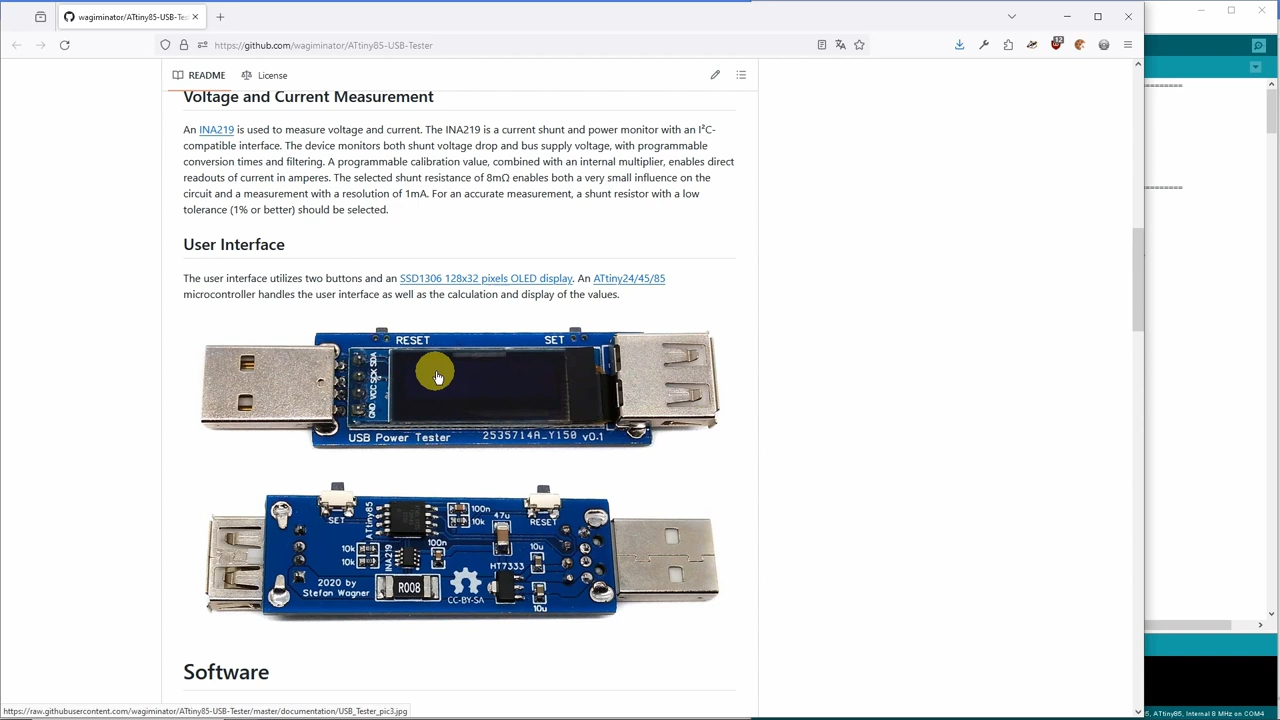 wagiminator/ATtiny85-USB-Tes
https://github.com/wagiminator/ATtiny85-USB-Tester
12
README
License
Voltage and Current Measurement
An INA219 is used to measure voltage and current. The INA219 is a current shunt and power monitor with an I²C-
compatible interface. The device monitors both shunt voltage drop and bus supply voltage, with programmable
conversion times and filtering. A programmable calibration value, combined with an internal multiplier, enables direct
readouts of current in amperes. The selected shunt resistance of 8mΩ enables both a very small influence on the
circuit and a measurement with a resolution of 1mA. For an accurate measurement, a shunt resistor with a low
tolerance (1% or better) should be selected.
User Interface
The user interface utilizes two buttons and an SSD1306 128x32 pixels OLED display. An ATtiny24/45/85
microcontroller handles the user interface as well as the calculation and display of the values.
RESET
SET
GND VCC SCK SDA
USB Power Tester
2535714A_Y150 v0.1
SET
ATtiny85
100n
10k
47u
RESET
10k
10k
INA219
100n
10u
HT7333
2020 by
Stefan Wagner
R008
CC-BY-SA
10u
Software
https://raw.githubusercontent.com/wagiminator/ATtiny85-USB-Tester/master/documentation/USB_Tester_pic3.jpg
========
========
5, ATtiny85, Internal 8 MHz on COM4